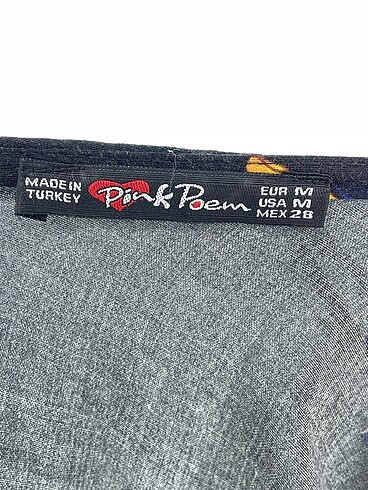 MADE IN
TURKEY
Pink Poem
EUR M
USA M
MEX 28